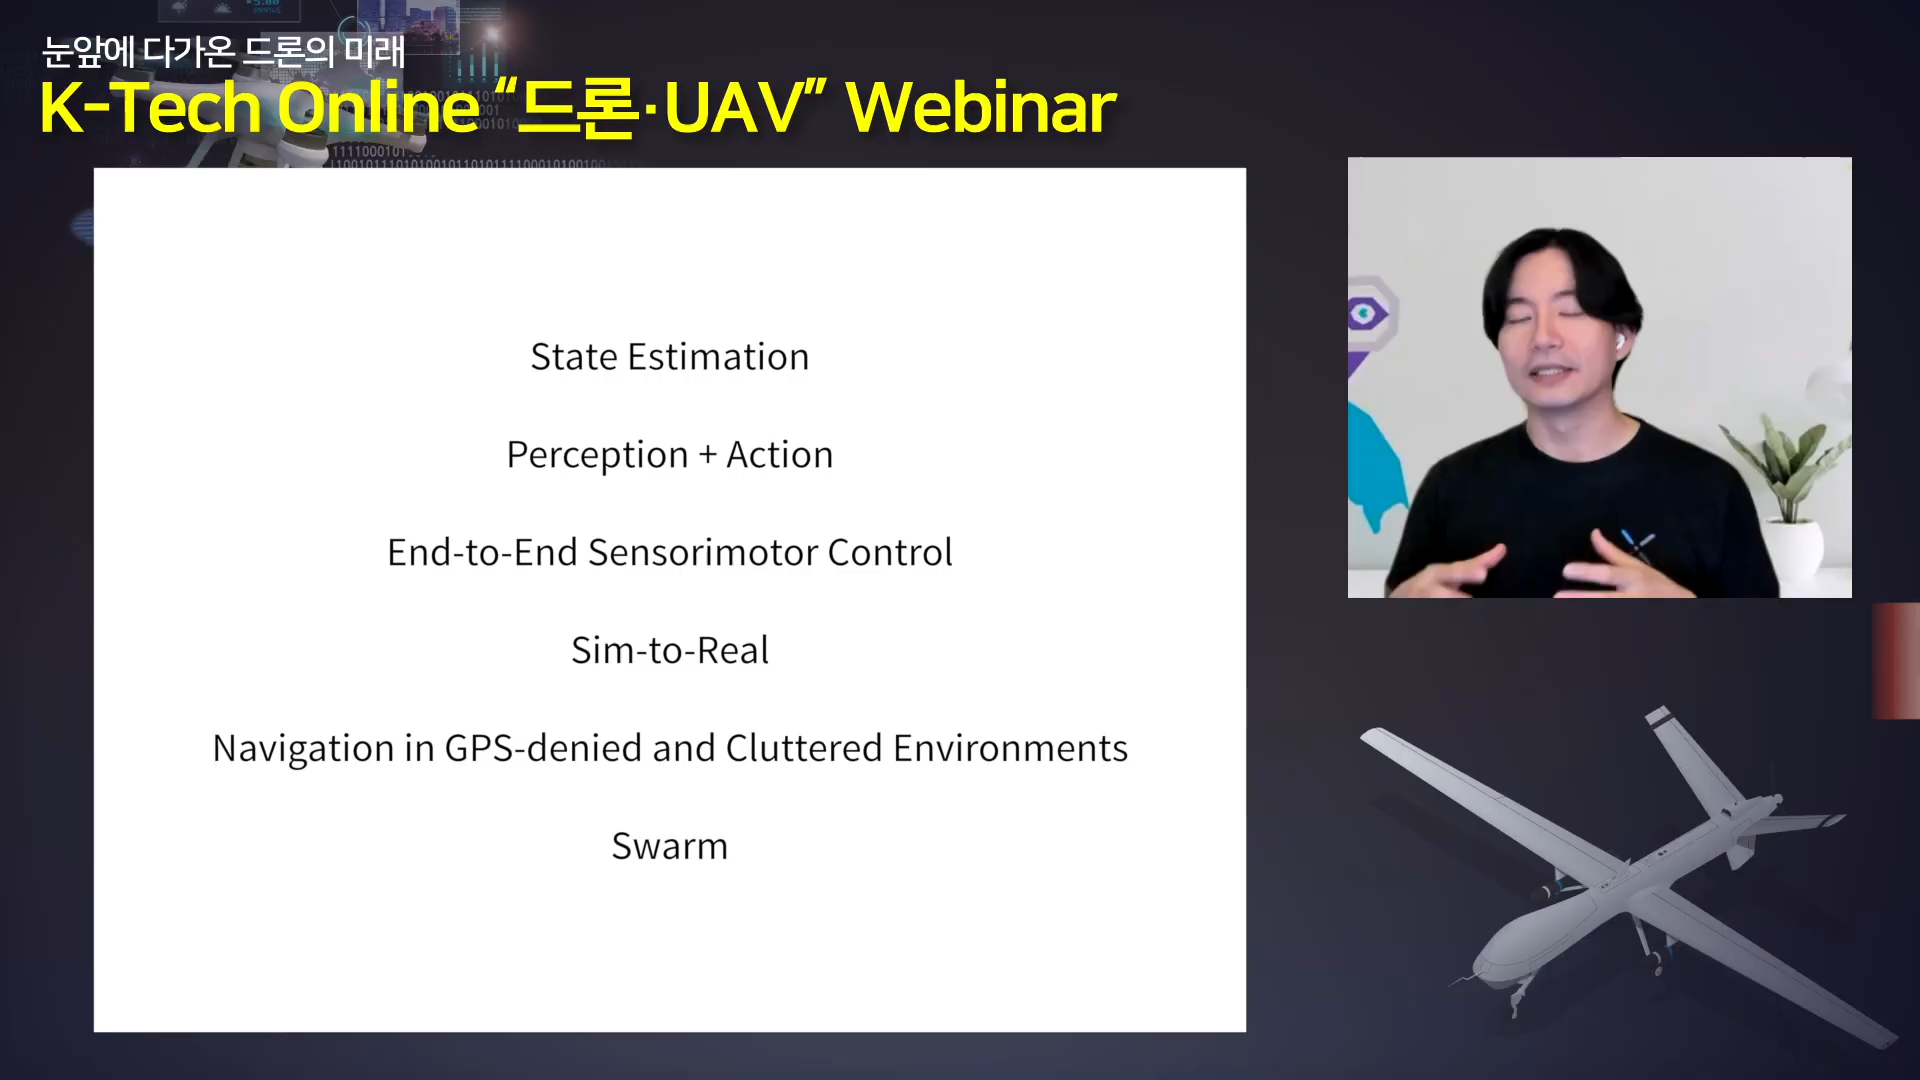 눈앞에 다가온 드론의 미래
K-Tech Online “드론·UAV” Webinar
State Estimation
Perception + Action
End-to-End Sensorimotor Control
Sim-to-Real
Navigation in GPS-denied and Cluttered Environments
Swarm